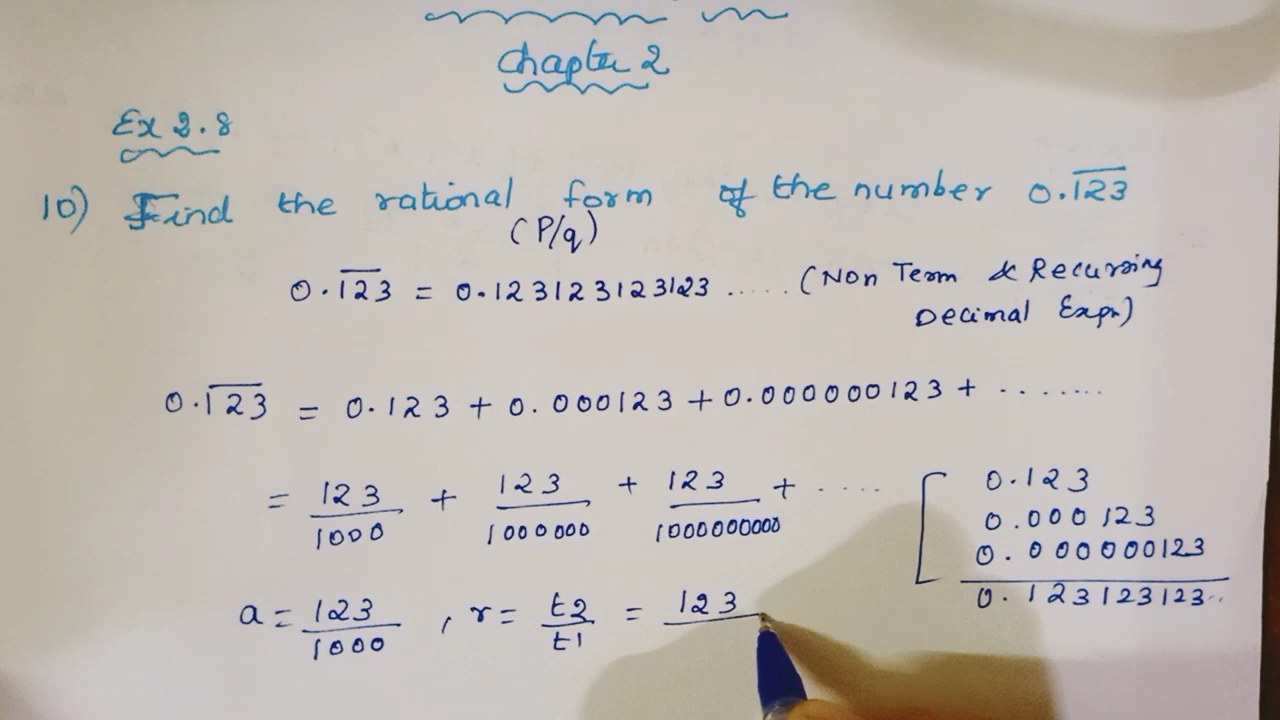 Chapter 2
Ex 2.8
10) Find the rational form of the number 0.1̅2̅3̅
(P/q)
0.1̅2̅3 = 0.123123123123 ..... (Non Term & Recurring
Decimal Expn)
0.1̅2̅3 = 0.123 + 0.000123 + 0.000000123 + ........
= 123/1000 + 123/1000000 + 123/1000000000 + .....
0.123
0.000123
0.000000123
0.123123123..
a = 123/1000 , r = t2/t1 = 123